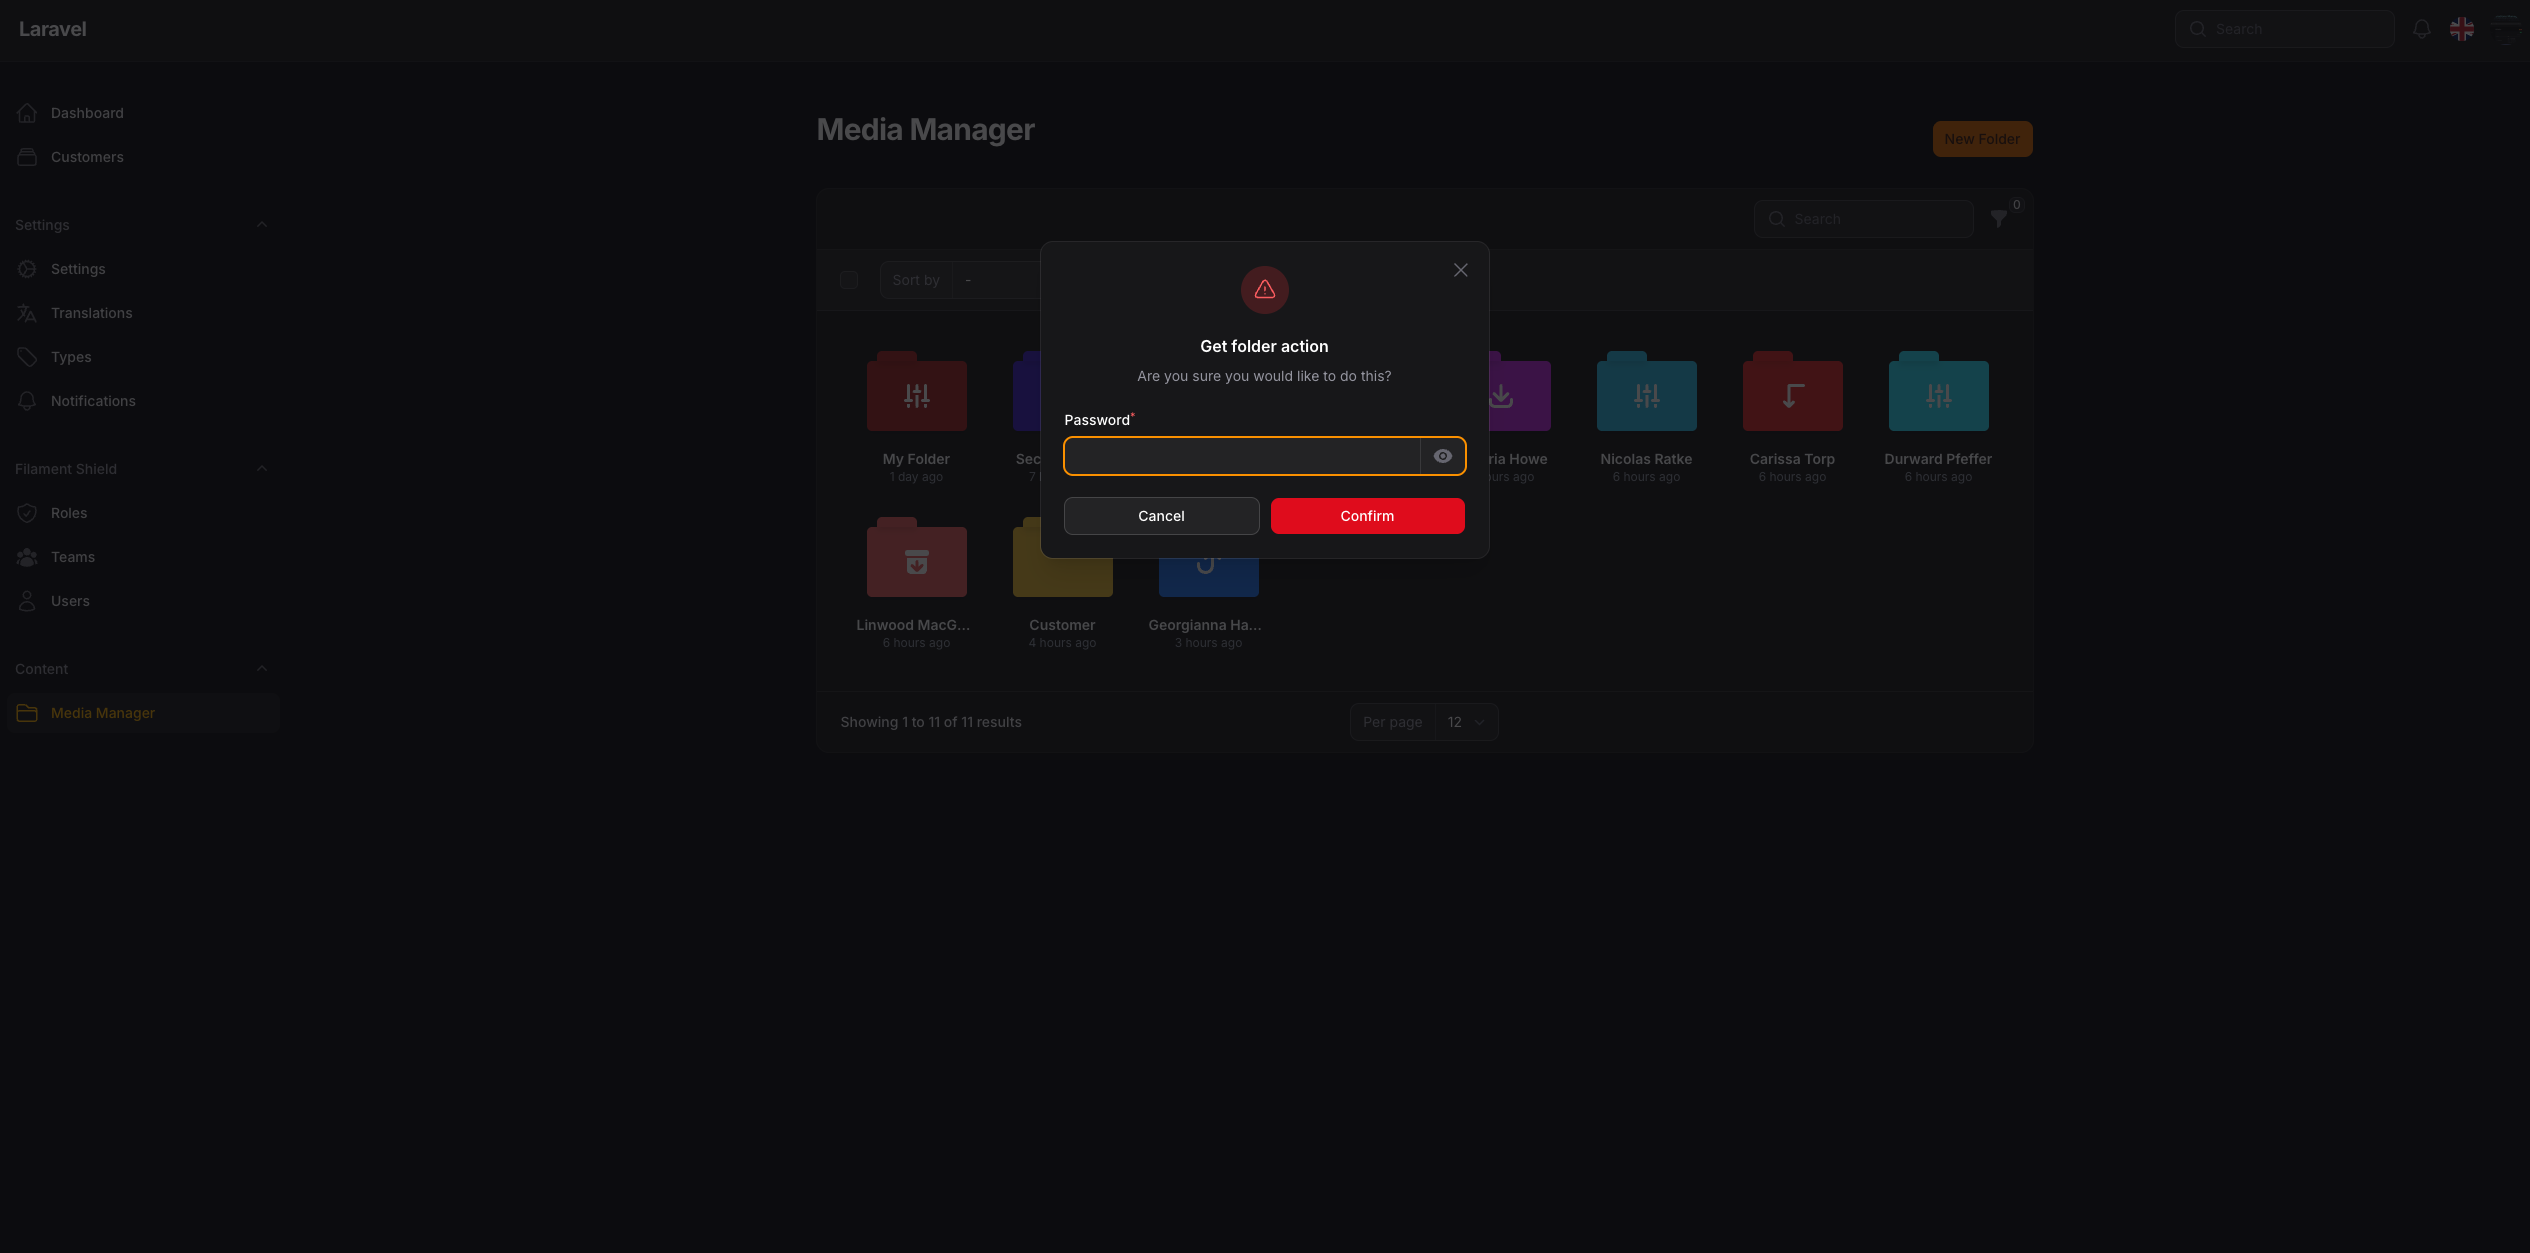 Laravel
Search
Dashboard
Customers
Settings
Settings
Translations
Types
Notifications
Filament Shield
Roles
Teams
Users
Content
Media Manager
Media Manager
New Folder
Search
0
Sort by
-
Get folder action
Are you sure you would like to do this?
Password*
Cancel
Confirm
My Folder
1 day ago
Sec
7
ria Howe
urs ago
Nicolas Ratke
6 hours ago
Carissa Torp
6 hours ago
Durward Pfeffer
6 hours ago
Linwood MacG...
6 hours ago
Customer
4 hours ago
Georgianna Ha...
3 hours ago
Showing 1 to 11 of 11 results
Per page
12